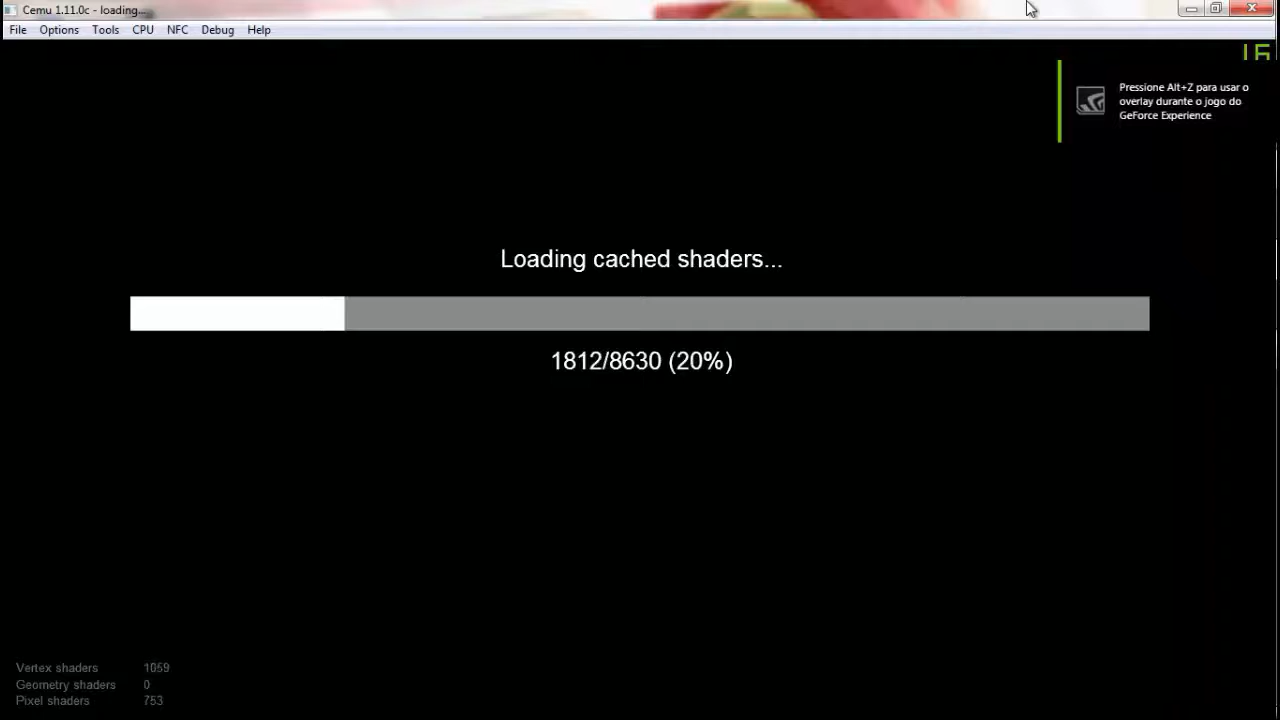 Cemu 1.11.0c - loading...
File Options Tools CPU NFC Debug Help
Pressione Alt+Z para usar o
overlay durante o jogo do
GeForce Experience
Loading cached shaders...
1812/8630 (20%)
Vertex shaders 1059
Geometry shaders 0
Pixel shaders 753